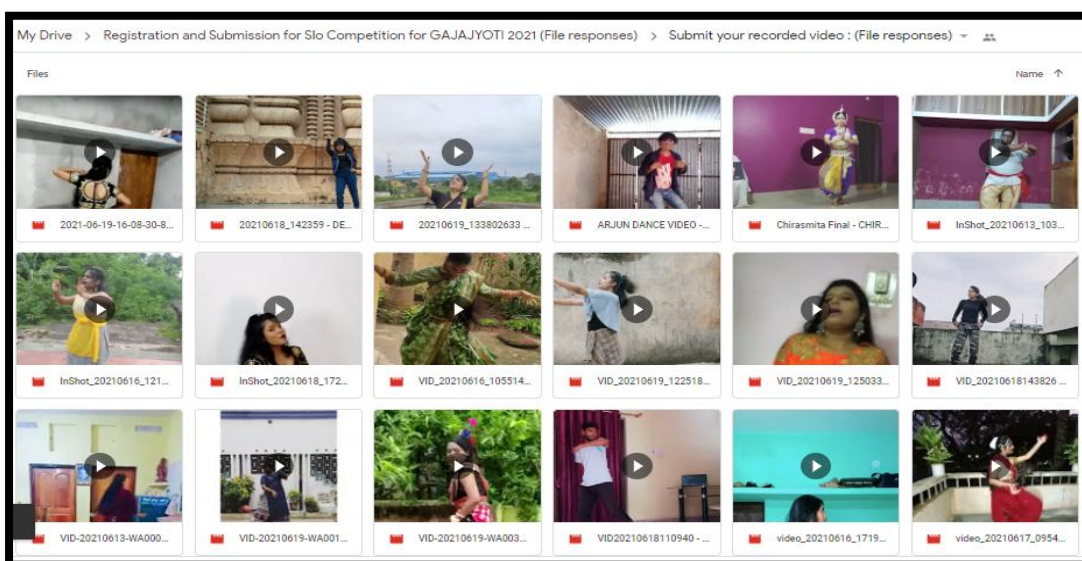 My Drive > Registration and Submission for Slo Competition for GAJAJYOTI 2021 (File responses) > Submit your recorded video : (File responses)
Files Name ↑
2021-06-19-16-08-30-8... 20210618_142359 - DE... 20210619_133802633 ... ARJUN DANCE VIDEO -... Chirasmita Final - CHIR... InShot_20210613_103...
InShot_20210616_121... InShot_20210618_172... VID_20210616_105514... VID_20210619_122518... VID_20210619_125033... VID_20210618143826 ...
VID-20210613-WA000... VID-20210619-WA001... VID-20210619-WA003... VID20210618110940 - ... video_20210616_1719... video_20210617_0954...